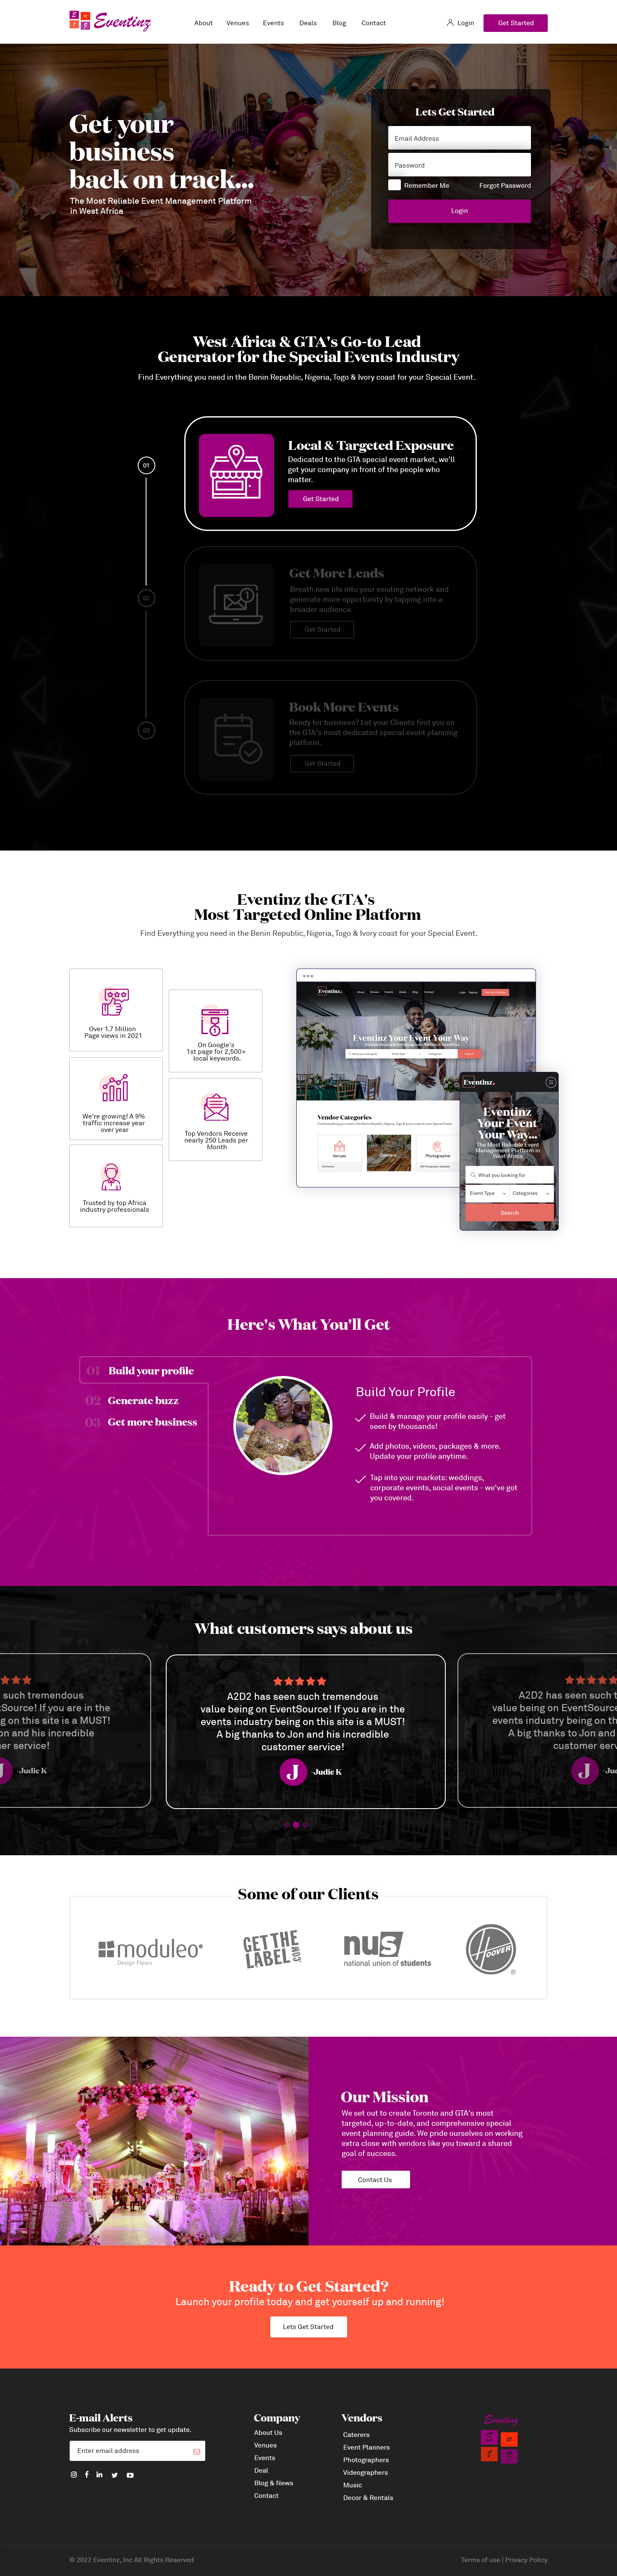 Eventinz
About Venues Events Deals Blog Contact
Login
Get Started
Get your
business
back on track...
The Most Reliable Event Management Platform
in West Africa
Lets Get Started
Email Address
Password
Remember Me
Forgot Password
Login
West Africa & GTA's Go-to Lead
Generator for the Special Events Industry
Find Everything you need in the Benin Republic, Nigeria, Togo & Ivory coast for your Special Event.
01
Local & Targeted Exposure
Dedicated to the GTA special event market, we'll
get your company in front of the people who
matter.
Get Started
02
Get More Leads
Breath new life into your existing network and
generate more opportunity by tapping into a
broader audience.
Get Started
03
Book More Events
Ready for business? Let your Clients find you on
the GTA's most dedicated special event planning
platform.
Get Started
Eventinz the GTA's
Most Targeted Online Platform
Find Everything you need in the Benin Republic, Nigeria, Togo & Ivory coast for your Special Event.
Over 1.7 Million
Page views in 2021
On Google's
1st page for 2,500+
local keywords.
We're growing! A 9%
traffic increase year
over year
Top Vendors Receive
nearly 250 Leads per
Month
Trusted by top Africa
industry professionals
Eventinz.
Eventinz Your Event Your Way
Vendor Categories
Venues
Caterers
Photographer
Eventinz.
Eventinz
Your Event
Your Way...
The Most Reliable Event
Management Platform in
West Africa
What you looking for
Event Type
Categories
Search
Here's What You'll Get
01 Build your profile
02 Generate buzz
03 Get more business
Build Your Profile
Build & manage your profile easily - get
seen by thousands!
Add photos, videos, packages & more.
Update your profile anytime.
Tap into your markets: weddings,
corporate events, social events - we've got
you covered.
What customers says about us
such tremendous
tSource! If you are in the
g on this site is a MUST!
on and his incredible
er service!
J
-Judie K
A2D2 has seen such tremendous
value being on EventSource! If you are in the
events industry being on this site is a MUST!
A big thanks to Jon and his incredible
customer service!
J
-Judie K
A2D2 has seen such t
value being on EventSource
events industry being on th
A big thanks to Jon and
customer serv
J
-Jud
Some of our Clients
moduleo®
Design Floors
GET THE
LABEL
.COM
nus
national union of students
HOOVER
®
Our Mission
We set out to create Toronto and GTA's most
targeted, up-to-date, and comprehensive special
event planning guide. We pride ourselves on working
extra close with vendors like you toward a shared
goal of success.
Contact Us
Ready to Get Started?
Launch your profile today and get yourself up and running!
Lets Get Started
E-mail Alerts
Subscribe our newsletter to get update.
Enter email address
Company
About Us
Venues
Events
Deal
Blog & News
Contact
Vendors
Caterers
Event Planners
Photographers
Videographers
Music
Decor & Rentals
Eventinz
© 2022 Eventinz, Inc All Rights Reserved
Terms of use | Privacy Policy